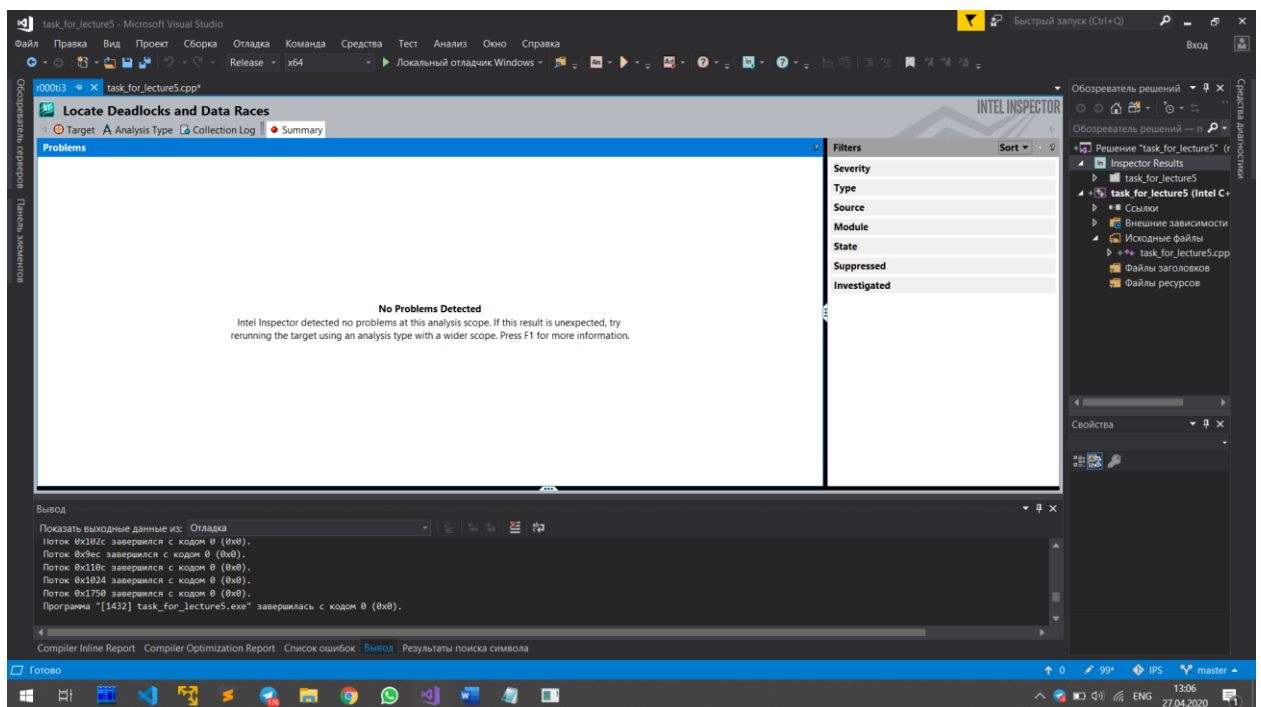 task_for_lecture5 - Microsoft Visual Studio
Быстрый запуск (Ctrl+Q)
Файл Правка Вид Проект Сборка Отладка Команда Средства Тест Анализ Окно Справка
Вход
Release x64 Локальный отладчик Windows
Обозреватель серверов
Панель элементов
r000ti3 task_for_lecture5.cpp*
Locate Deadlocks and Data Races
INTEL INSPECTOR
Target Analysis Type Collection Log Summary
Problems
No Problems Detected
Intel Inspector detected no problems at this analysis scope. If this result is unexpected, try
rerunning the target using an analysis type with a wider scope. Press F1 for more information.
Filters Sort
Severity
Type
Source
Module
State
Suppressed
Investigated
Обозреватель решений
Обозреватель решений — п
Решение "task_for_lecture5" (г
Inspector Results
task_for_lecture5
task_for_lecture5 (Intel C+
Ссылки
Внешние зависимости
Исходные файлы
task_for_lecture5.cpp
Файлы заголовков
Файлы ресурсов
Свойства
Средства диагностики
Вывод
Показать выходные данные из: Отладка
Поток 0x102c завершился с кодом 0 (0x0).
Поток 0x9ec завершился с кодом 0 (0x0).
Поток 0x110c завершился с кодом 0 (0x0).
Поток 0x1024 завершился с кодом 0 (0x0).
Поток 0x1750 завершился с кодом 0 (0x0).
Программа "[1432] task_for_lecture5.exe" завершилась с кодом 0 (0x0).
Compiler Inline Report Compiler Optimization Report Список ошибок Вывод Результаты поиска символа
Готово
0 99* IPS master
ENG
13:06
27.04.2020